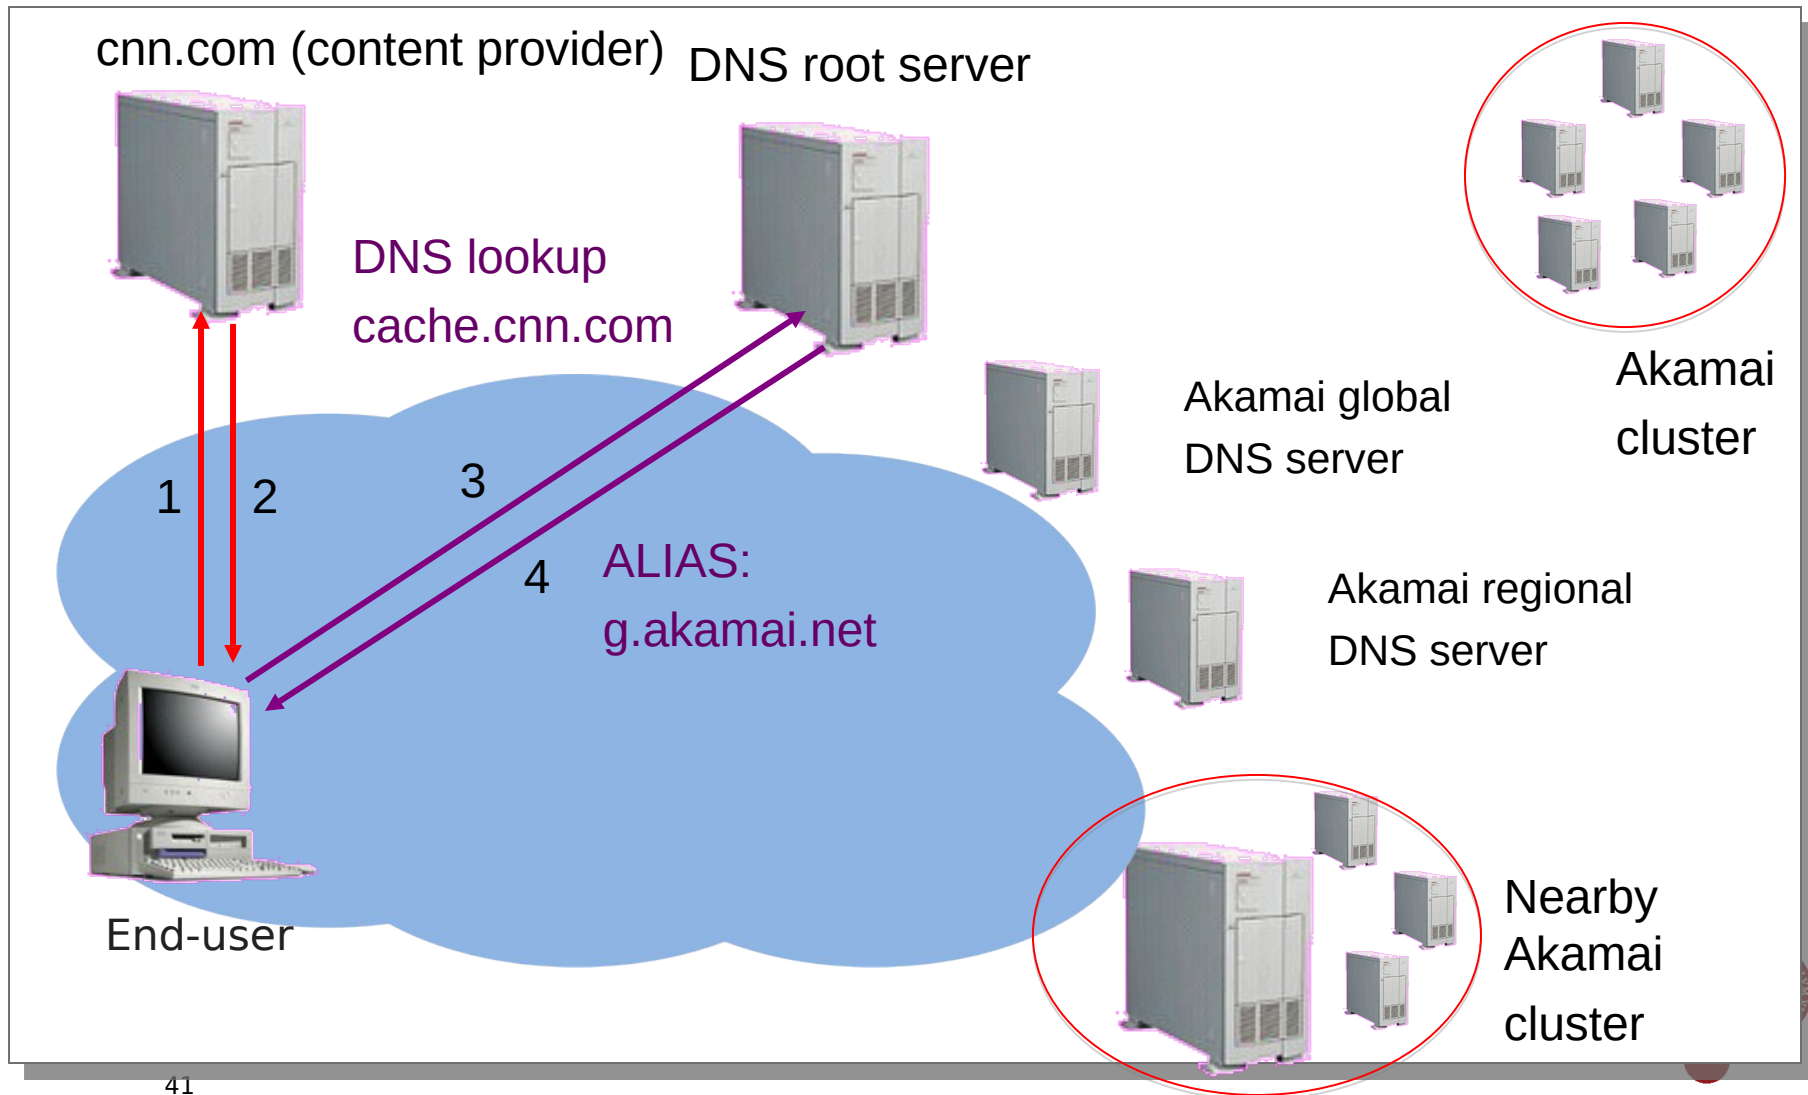 cnn.com (content provider)
DNS root server
DNS lookup
cache.cnn.com
Akamai
cluster
Akamai global
DNS server
1
2
3
4
ALIAS:
g.akamai.net
Akamai regional
DNS server
End-user
Nearby
Akamai
cluster
41